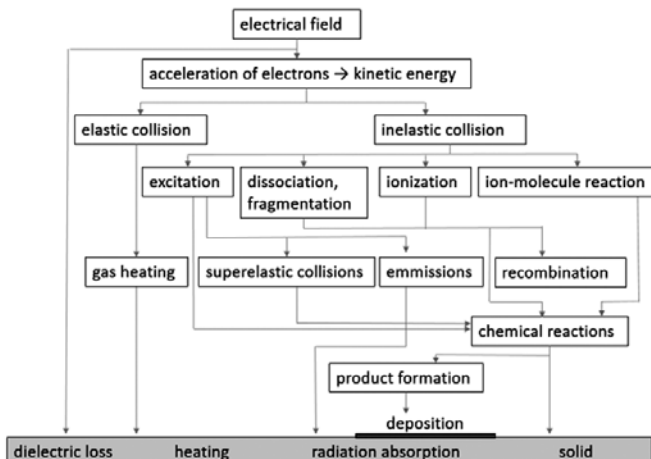 electrical field
acceleration of electrons → kinetic energy
elastic collision
inelastic collision
excitation
dissociation,
fragmentation
ionization
ion-molecule reaction
gas heating
superelastic collisions
emmissions
recombination
chemical reactions
product formation
deposition
dielectric loss
heating
radiation absorption
solid